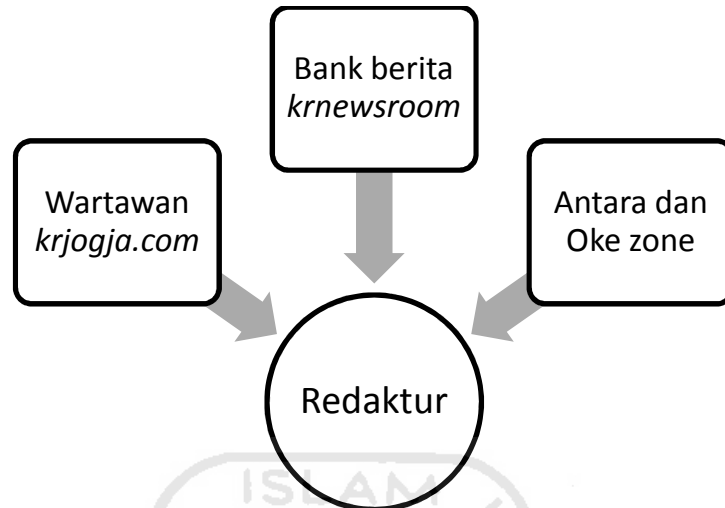 Bank berita
krnewsroom
Wartawan
krjogja.com
Antara dan
Oke zone
Redaktur
ISLAM